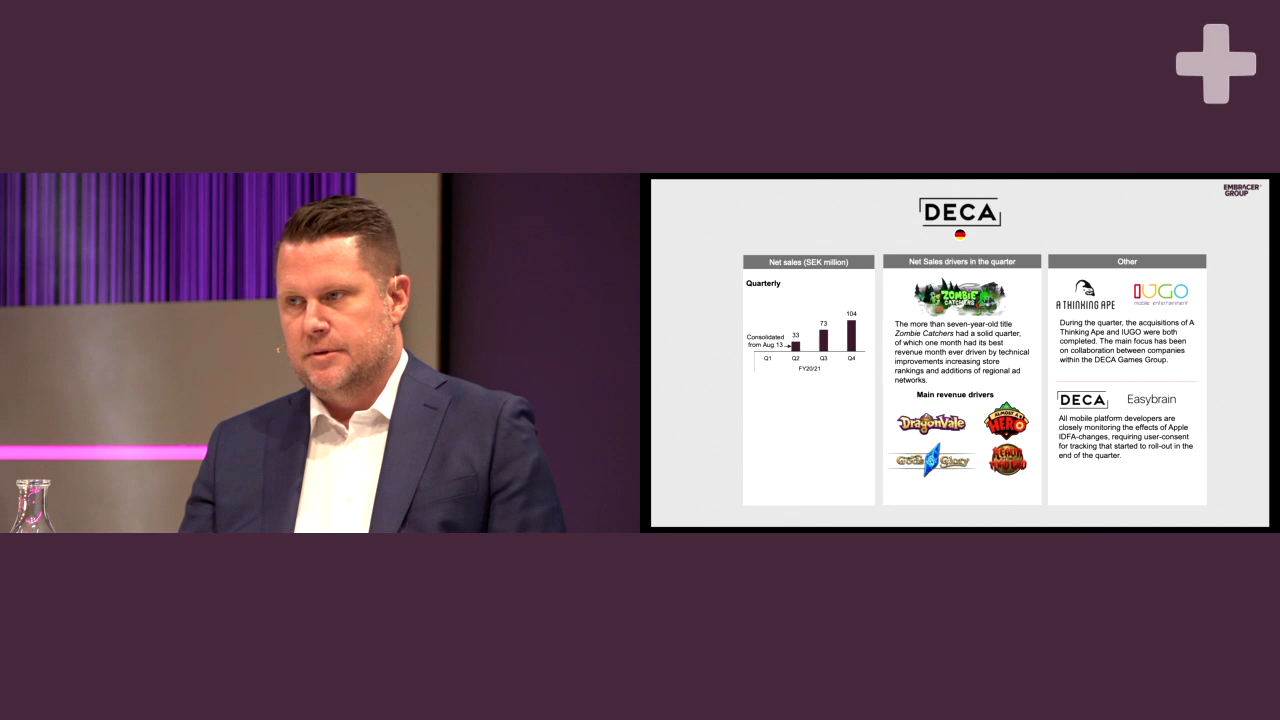 EMBRACER
GROUP
DECA
Net sales (SEK million)
Quarterly
104
73
33
Consolidated
from Aug 13
Q1 Q2 Q3 Q4
FY20/21
Net Sales drivers in the quarter
ZOMBIE
CATCHERS
The more than seven-year-old title
Zombie Catchers had a solid quarter,
of which one month had its best
revenue month ever driven by technical
improvements increasing store
rankings and additions of regional ad
networks.
Main revenue drivers
DragonVale
ALMOST A
HERO
Gods & Glory
REALM
MAD GOD
Other
A THINKING APE
IUGO
mobile entertainment
During the quarter, the acquisitions of A
Thinking Ape and IUGO were both
completed. The main focus has been
on collaboration between companies
within the DECA Games Group.
DECA
Easybrain
All mobile platform developers are
closely monitoring the effects of Apple
IDFA-changes, requiring user-consent
for tracking that started to roll-out in the
end of the quarter.